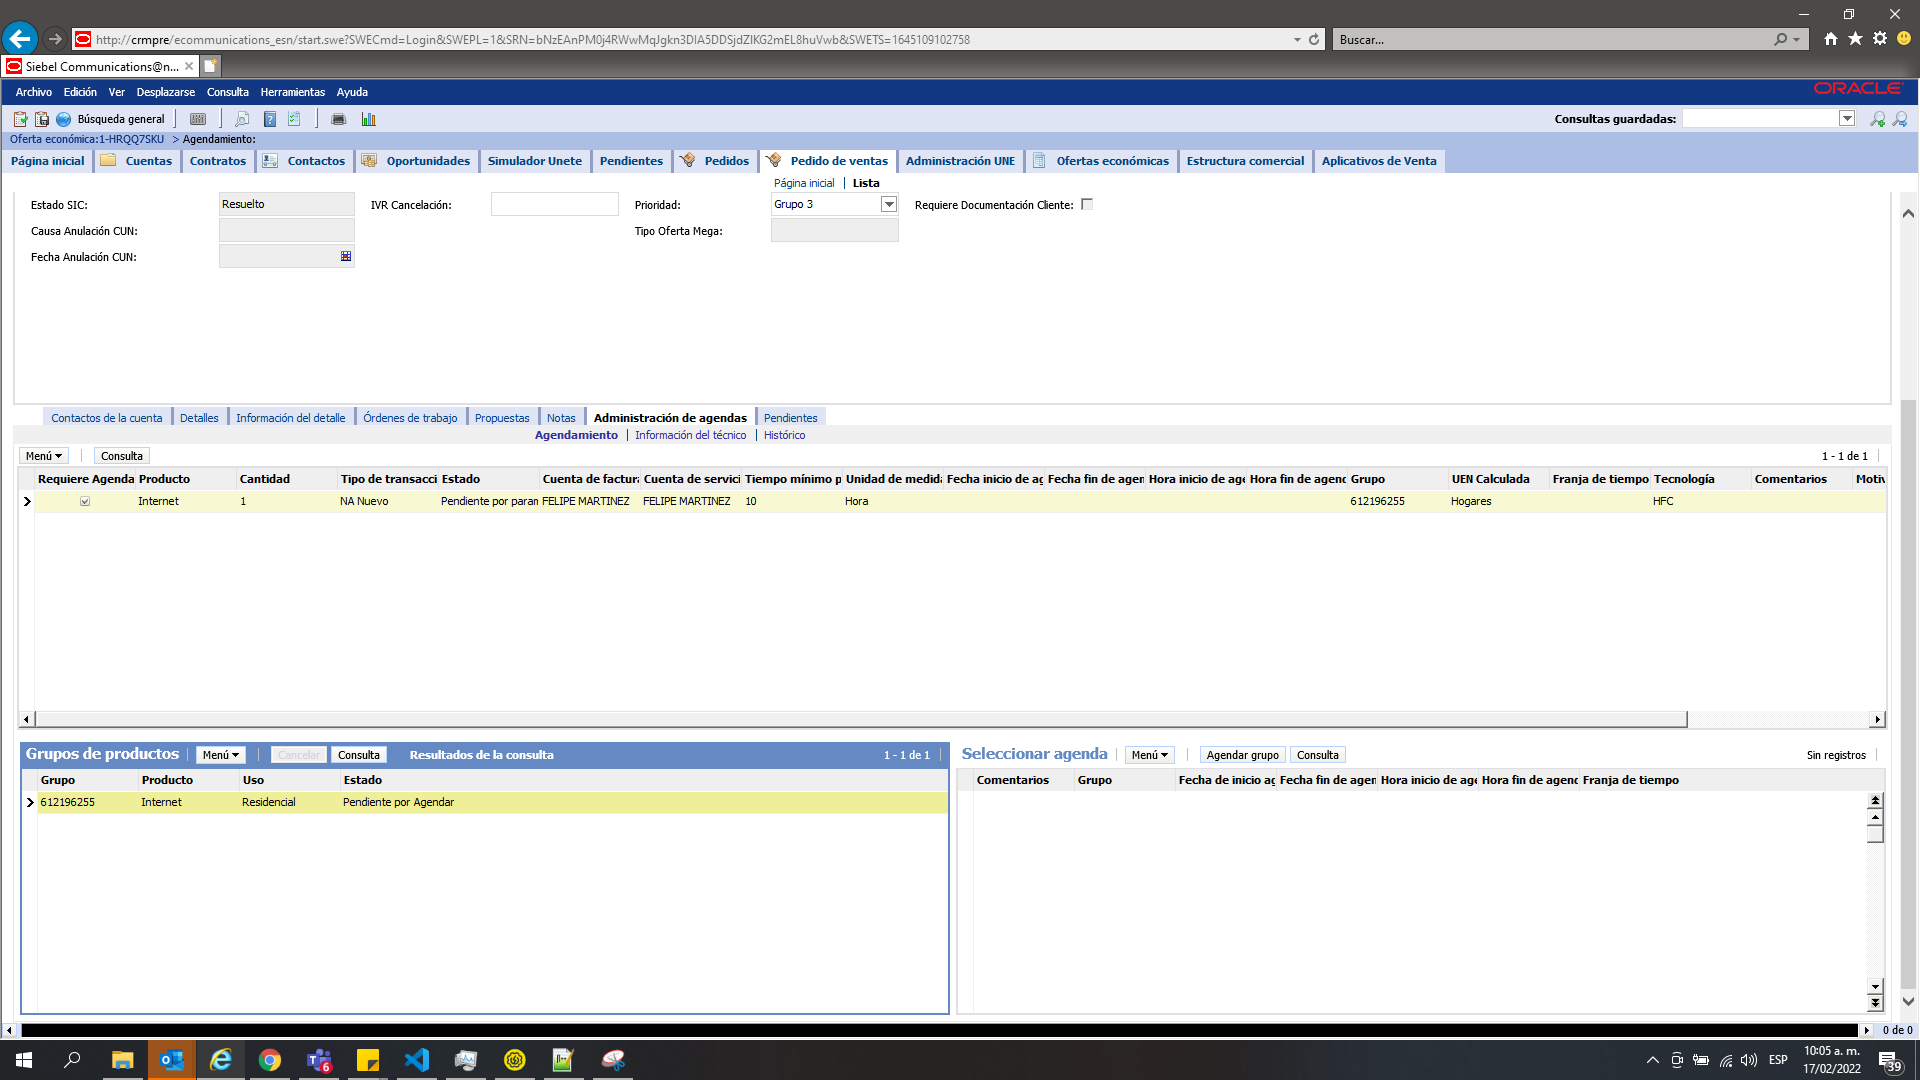 http://crmpre/ecommunications_esn/start.swe?SWECmd=Login&SWEPL=1&SRN=bNzEAnPM0j4RWwMqJgkn3DIA5DDSjdZIKG2mEL8huVwb&SWETS=1645109102758
Buscar...
Siebel Communications@n...
Archivo Edición Ver Desplazarse Consulta Herramientas Ayuda
ORACLE
Búsqueda general
Consultas guardadas:
Oferta económica:1-HRQQ7SKU > Agendamiento:
Página inicial Cuentas Contratos Contactos Oportunidades Simulador Unete Pendientes Pedidos Pedido de ventas Administración UNE Ofertas económicas Estructura comercial Aplicativos de Venta
Página inicial Lista
Estado SIC: Resuelto IVR Cancelación: Prioridad: Grupo 3 Requiere Documentación Cliente:
Causa Anulación CUN: Tipo Oferta Mega:
Fecha Anulación CUN:
Contactos de la cuenta Detalles Información del detalle Órdenes de trabajo Propuestas Notas Administración de agendas Pendientes
Agendamiento Información del técnico Histórico
Menú Consulta 1 - 1 de 1
Requiere Agenda Producto Cantidad Tipo de transacci Estado Cuenta de factura Cuenta de servici Tiempo mínimo p Unidad de medida Fecha inicio de ag Fecha fin de agen Hora inicio de age Hora fin de agend Grupo UEN Calculada Franja de tiempo Tecnología Comentarios Motiv
Internet 1 NA Nuevo Pendiente por param FELIPE MARTINEZ FELIPE MARTINEZ 10 Hora 612196255 Hogares HFC
Grupos de productos Menú Cancelar Consulta Resultados de la consulta 1 - 1 de 1
Seleccionar agenda Menú Agendar grupo Consulta Sin registros
Grupo Producto Uso Estado
Comentarios Grupo Fecha de inicio ag Fecha fin de agen Hora inicio de age Hora fin de agend Franja de tiempo
612196255 Internet Residencial Pendiente por Agendar
0 de 0
6
ESP
10:05 a. m.
17/02/2022
39